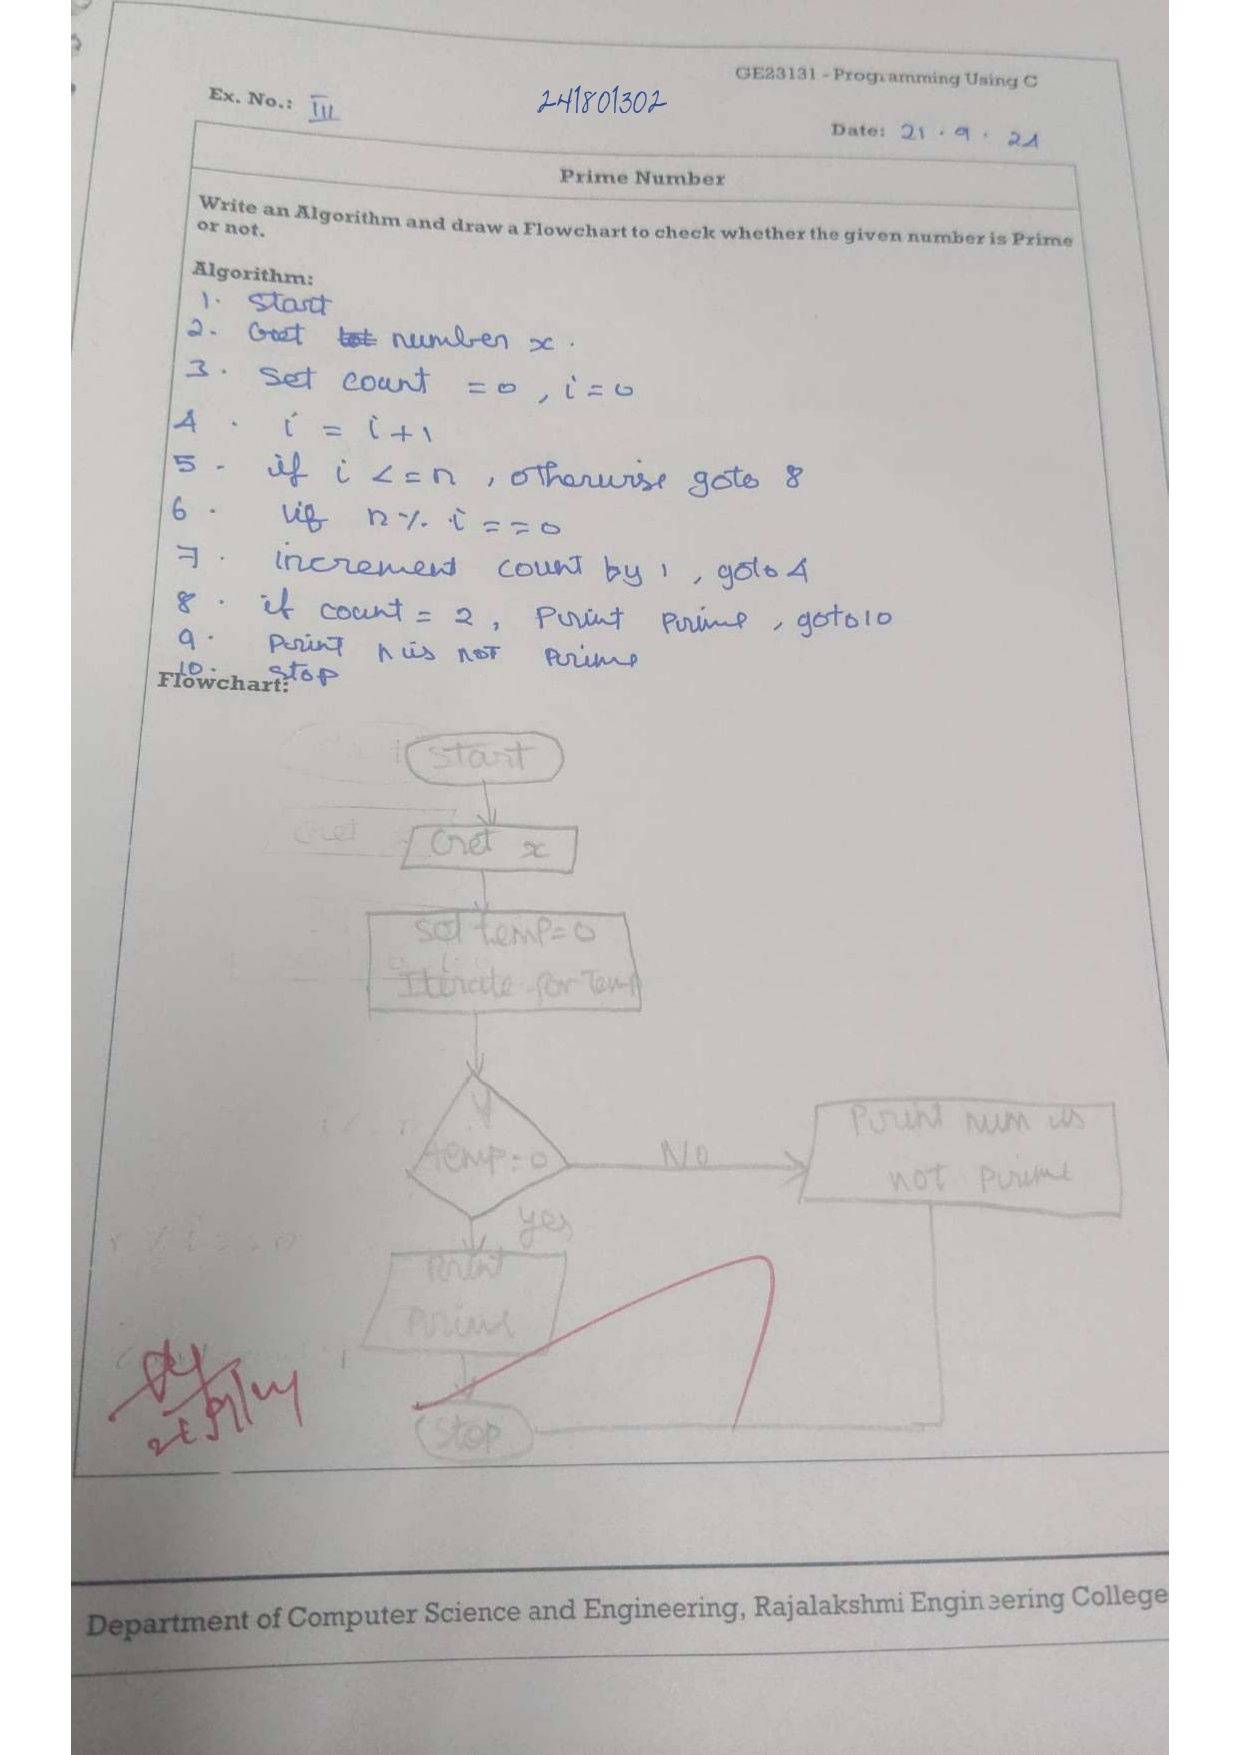 GE23131 - Programming Using C
Ex. No.: III
241801302
Date: 21.9.24
Prime Number
Write an Algorithm and draw a Flowchart to check whether the given number is Prime
or not.
Algorithm:
1. Start
2. Get number x.
3. Set count = 0, i = 0
4. i = i + 1
5. if i <= n, otherwise goto 8
6. if n % i == 0
7. increment count by 1, goto 4
8. if count = 2, Print prime, goto 10
9. Print n is not prime
10. Stop
Flowchart:
Start
Get
Get x
Set temp=0
Iterate for Temp
temp=0
No
Print num is
not prime
yes
Print
Prime
Stop
Department of Computer Science and Engineering, Rajalakshmi Engineering College